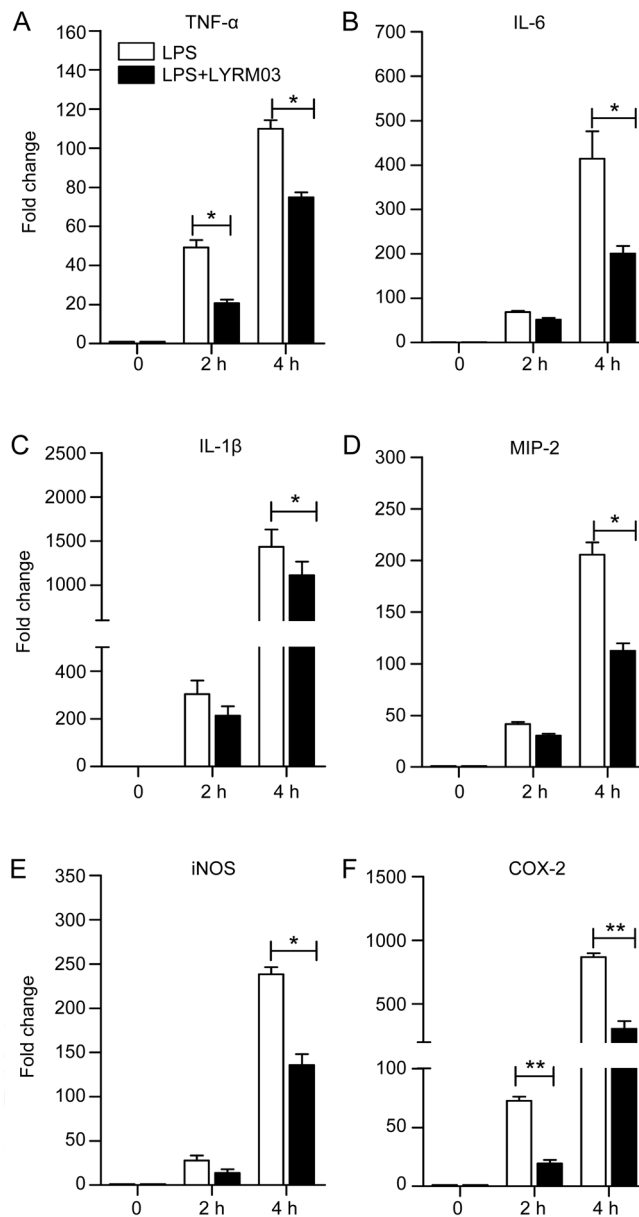 A
TNF-α
160
140
120
100
80
60
40
20
0
Fold change
LPS
LPS+LYRM03
*
*
0
2 h
4 h
B
IL-6
700
600
500
400
300
200
100
0
*
0
2 h
4 h
C
IL-1β
2500
2000
1500
1000
400
200
0
Fold change
*
0
2 h
4 h
D
MIP-2
300
250
200
150
100
50
0
*
0
2 h
4 h
E
iNOS
350
300
250
200
150
100
50
0
Fold change
*
0
2 h
4 h
F
COX-2
1500
1000
500
100
50
0
**
**
0
2 h
4 h